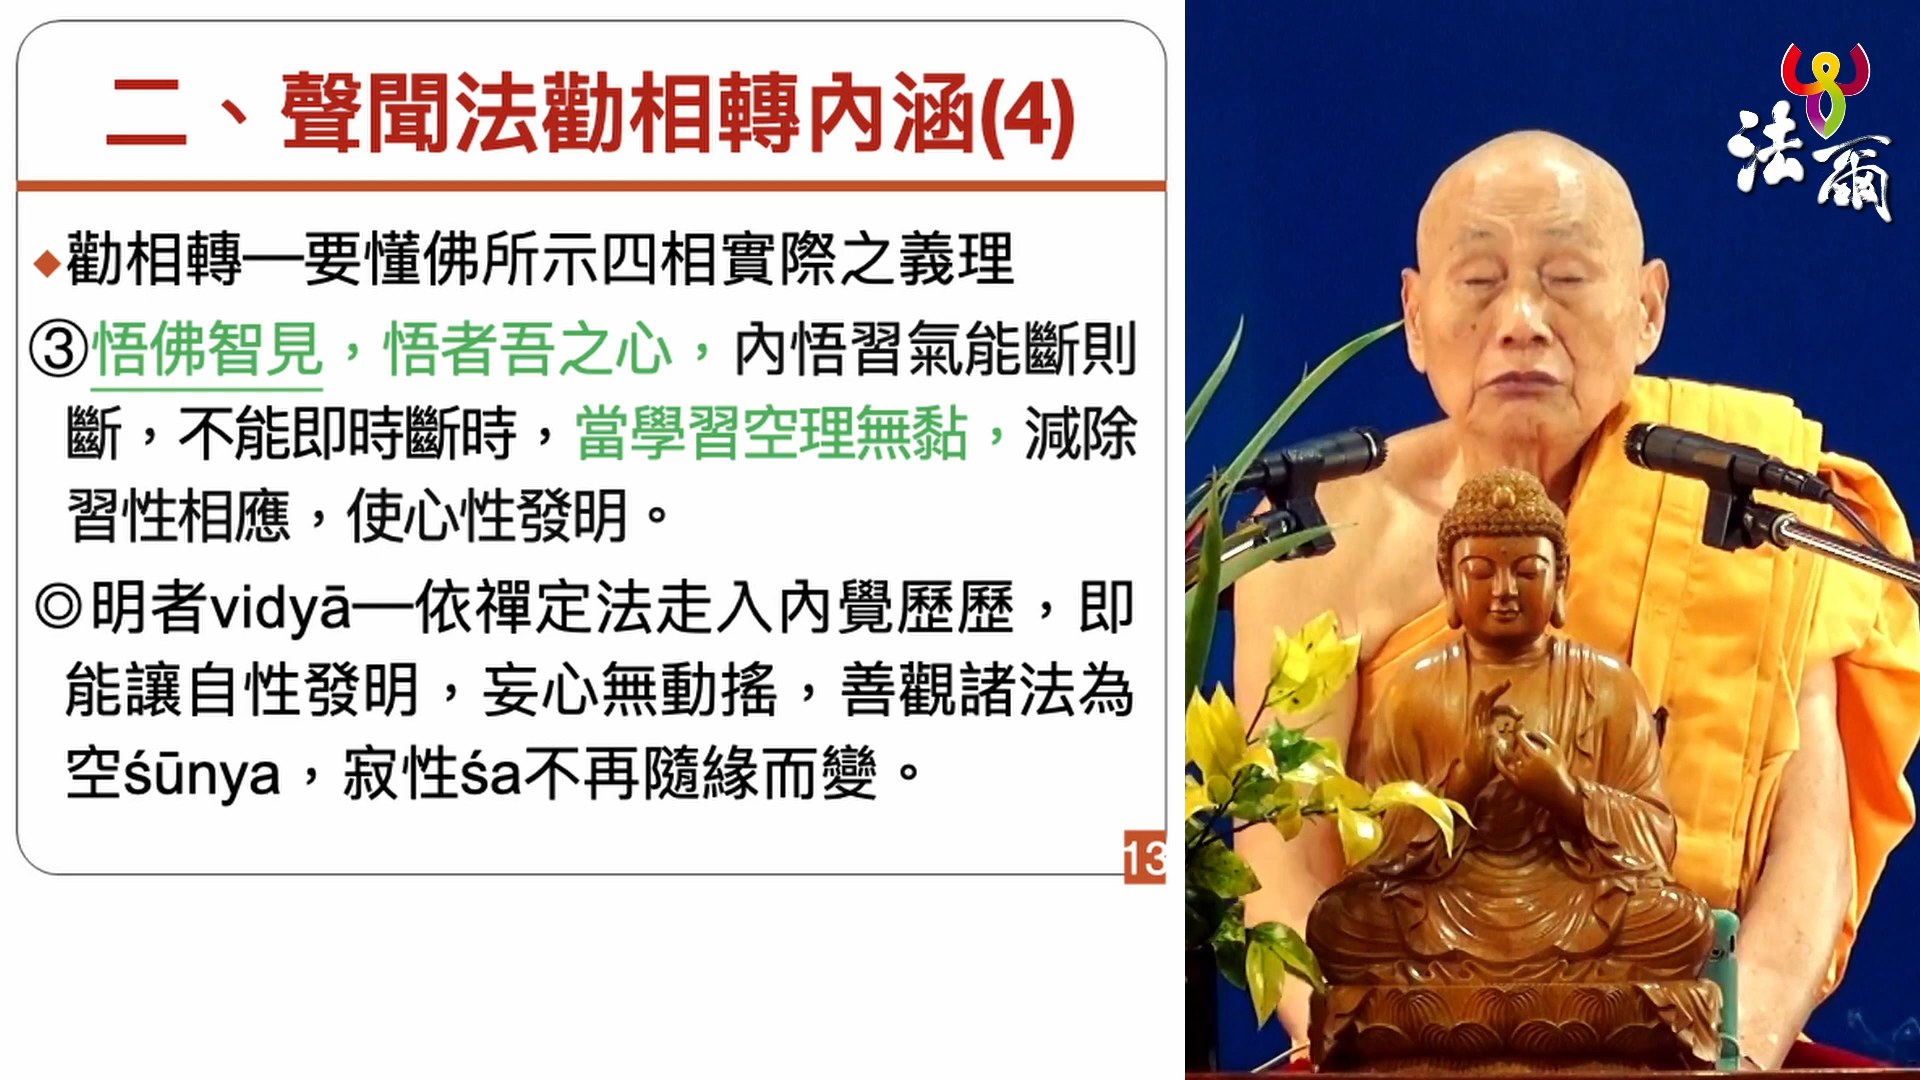 二、聲聞法勸相轉內涵(4)
◆勸相轉—要懂佛所示四相實際之義理
③悟佛智見，悟者吾之心，內悟習氣能斷則
斷，不能即時斷時，當學習空理無黏，減除
習性相應，使心性發明。
◎明者vidyā—依禪定法走入內覺歷歷，即
能讓自性發明，妄心無動搖，善觀諸法為
空śūnya，寂性śa不再隨緣而變。
13
法爾